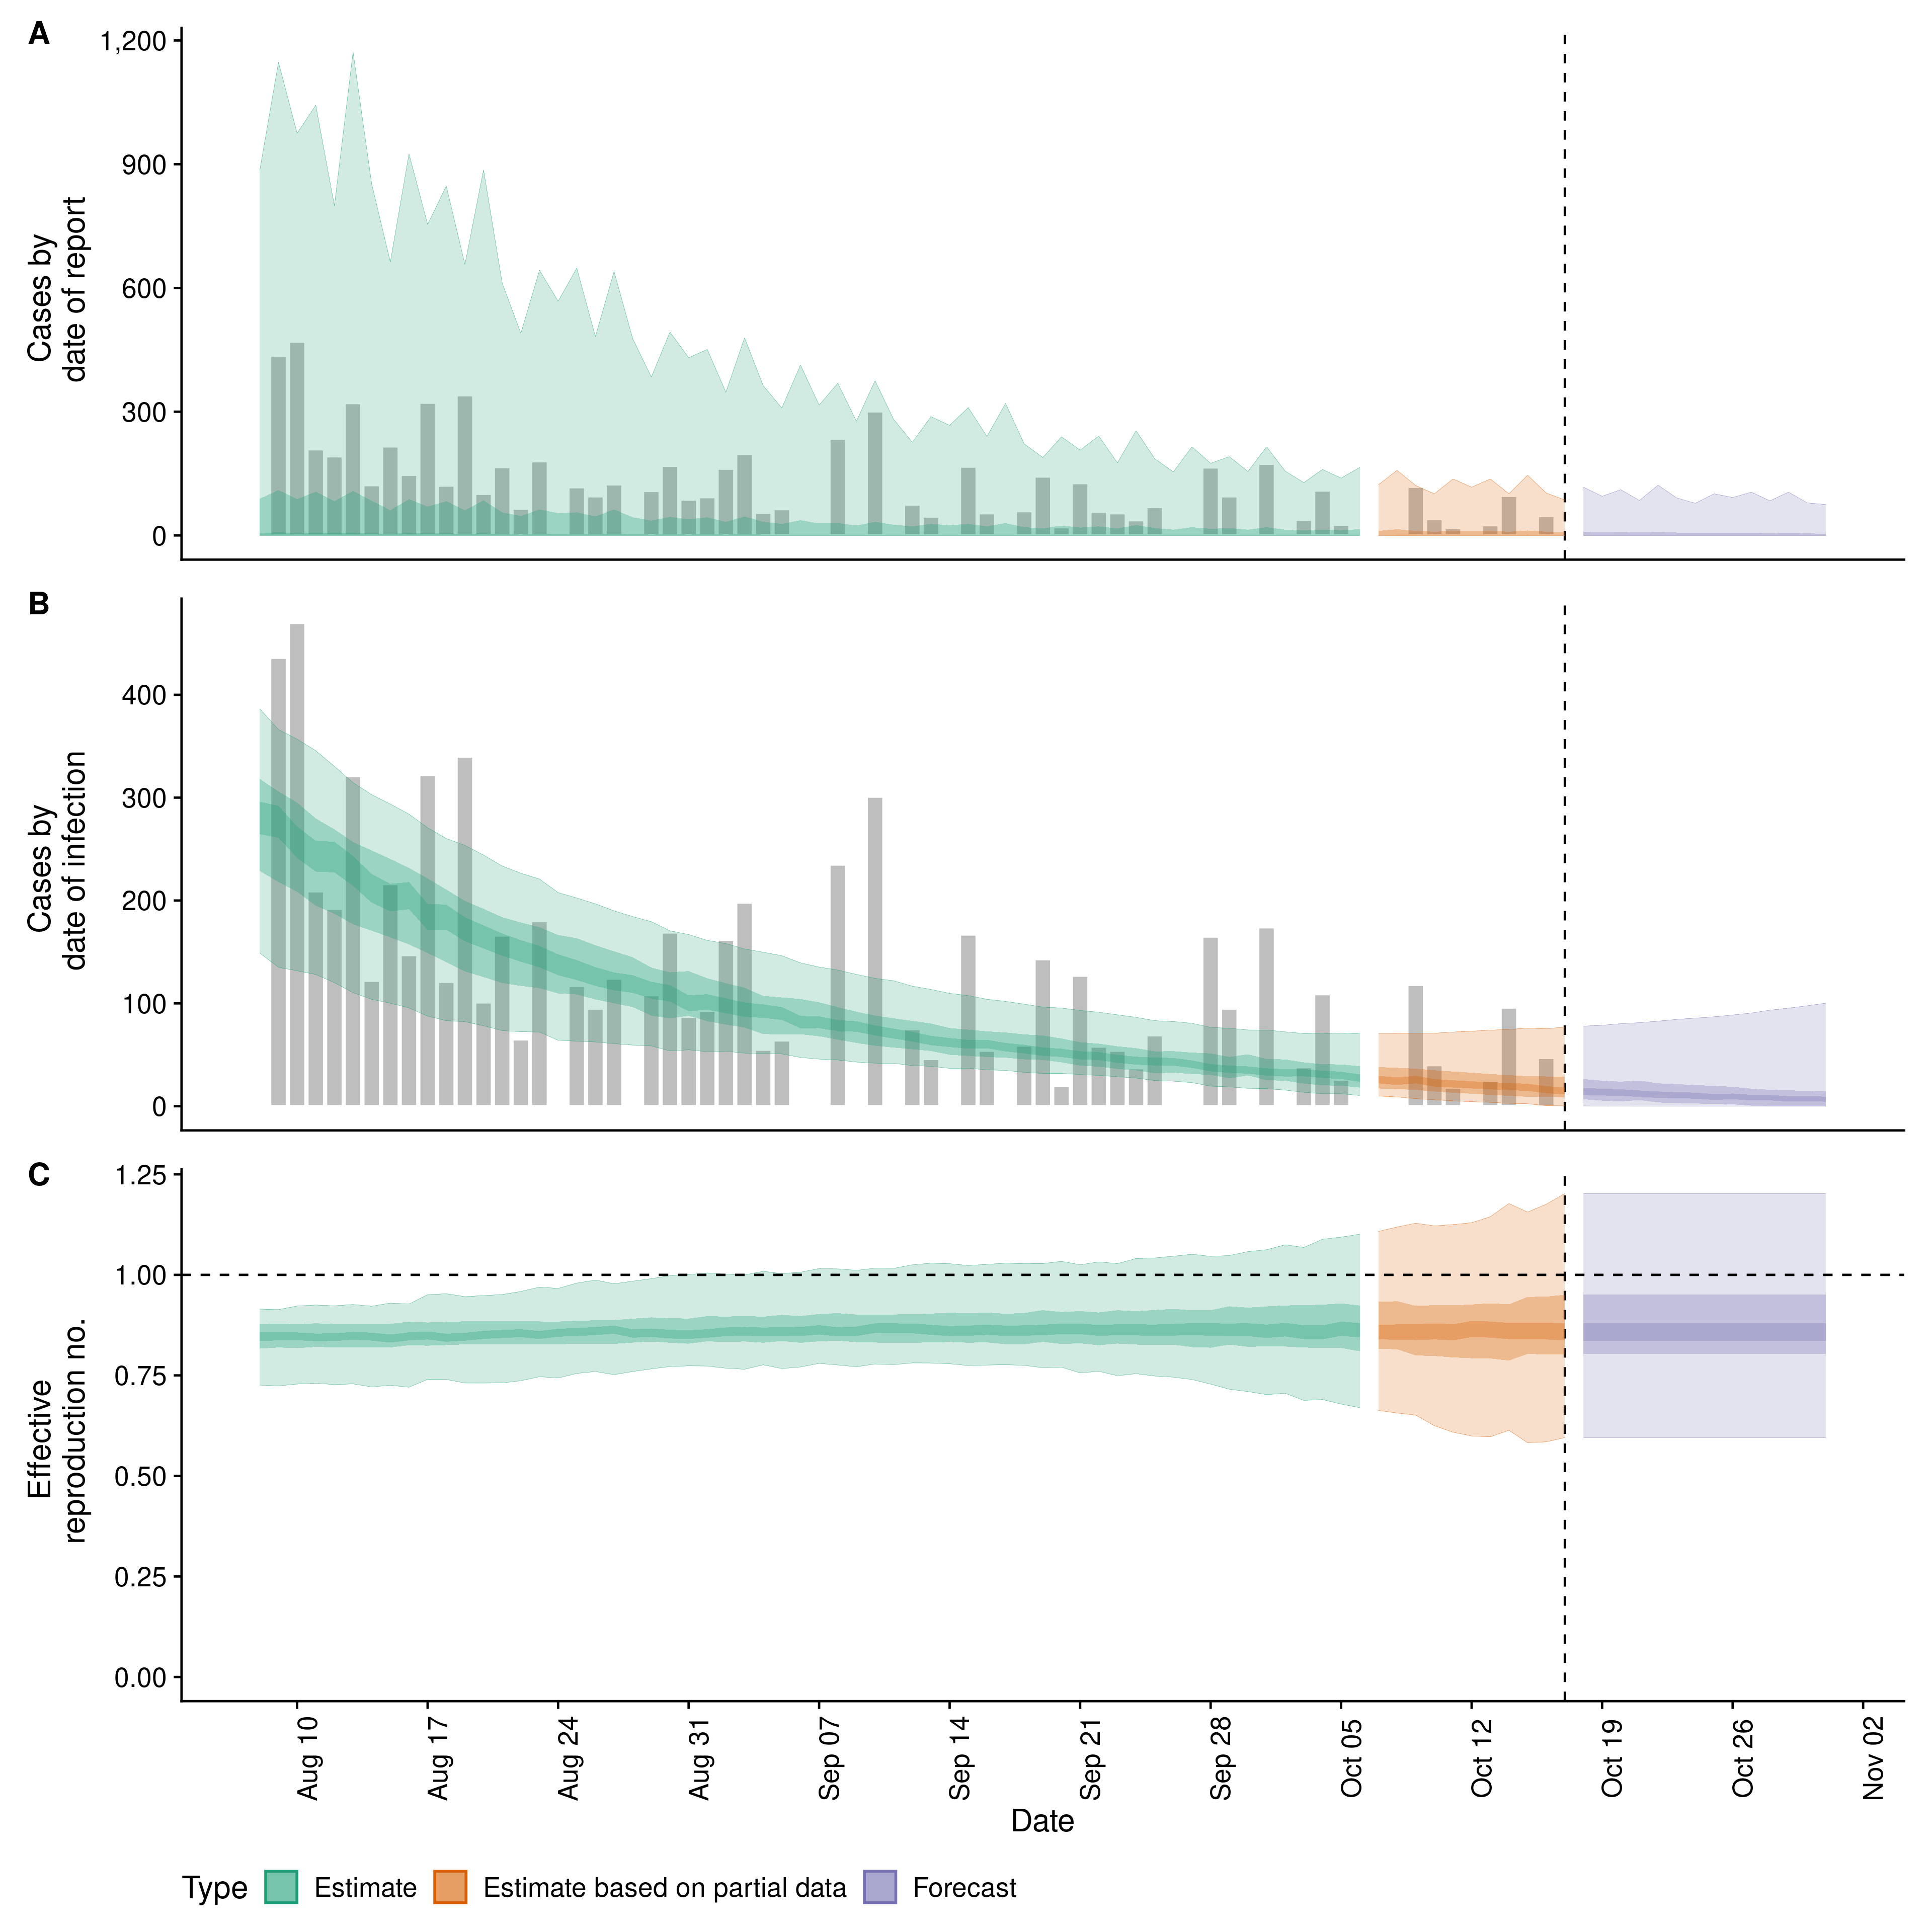 A
1,200
900
600
300
0
Cases by
date of report
B
400
300
200
100
0
Cases by
date of infection
C
1.25
1.00
0.75
0.50
0.25
0.00
Effective
reproduction no.
Aug 10
Aug 17
Aug 24
Aug 31
Sep 07
Sep 14
Sep 21
Sep 28
Oct 05
Oct 12
Oct 19
Oct 26
Nov 02
Date
Type Estimate Estimate based on partial data Forecast